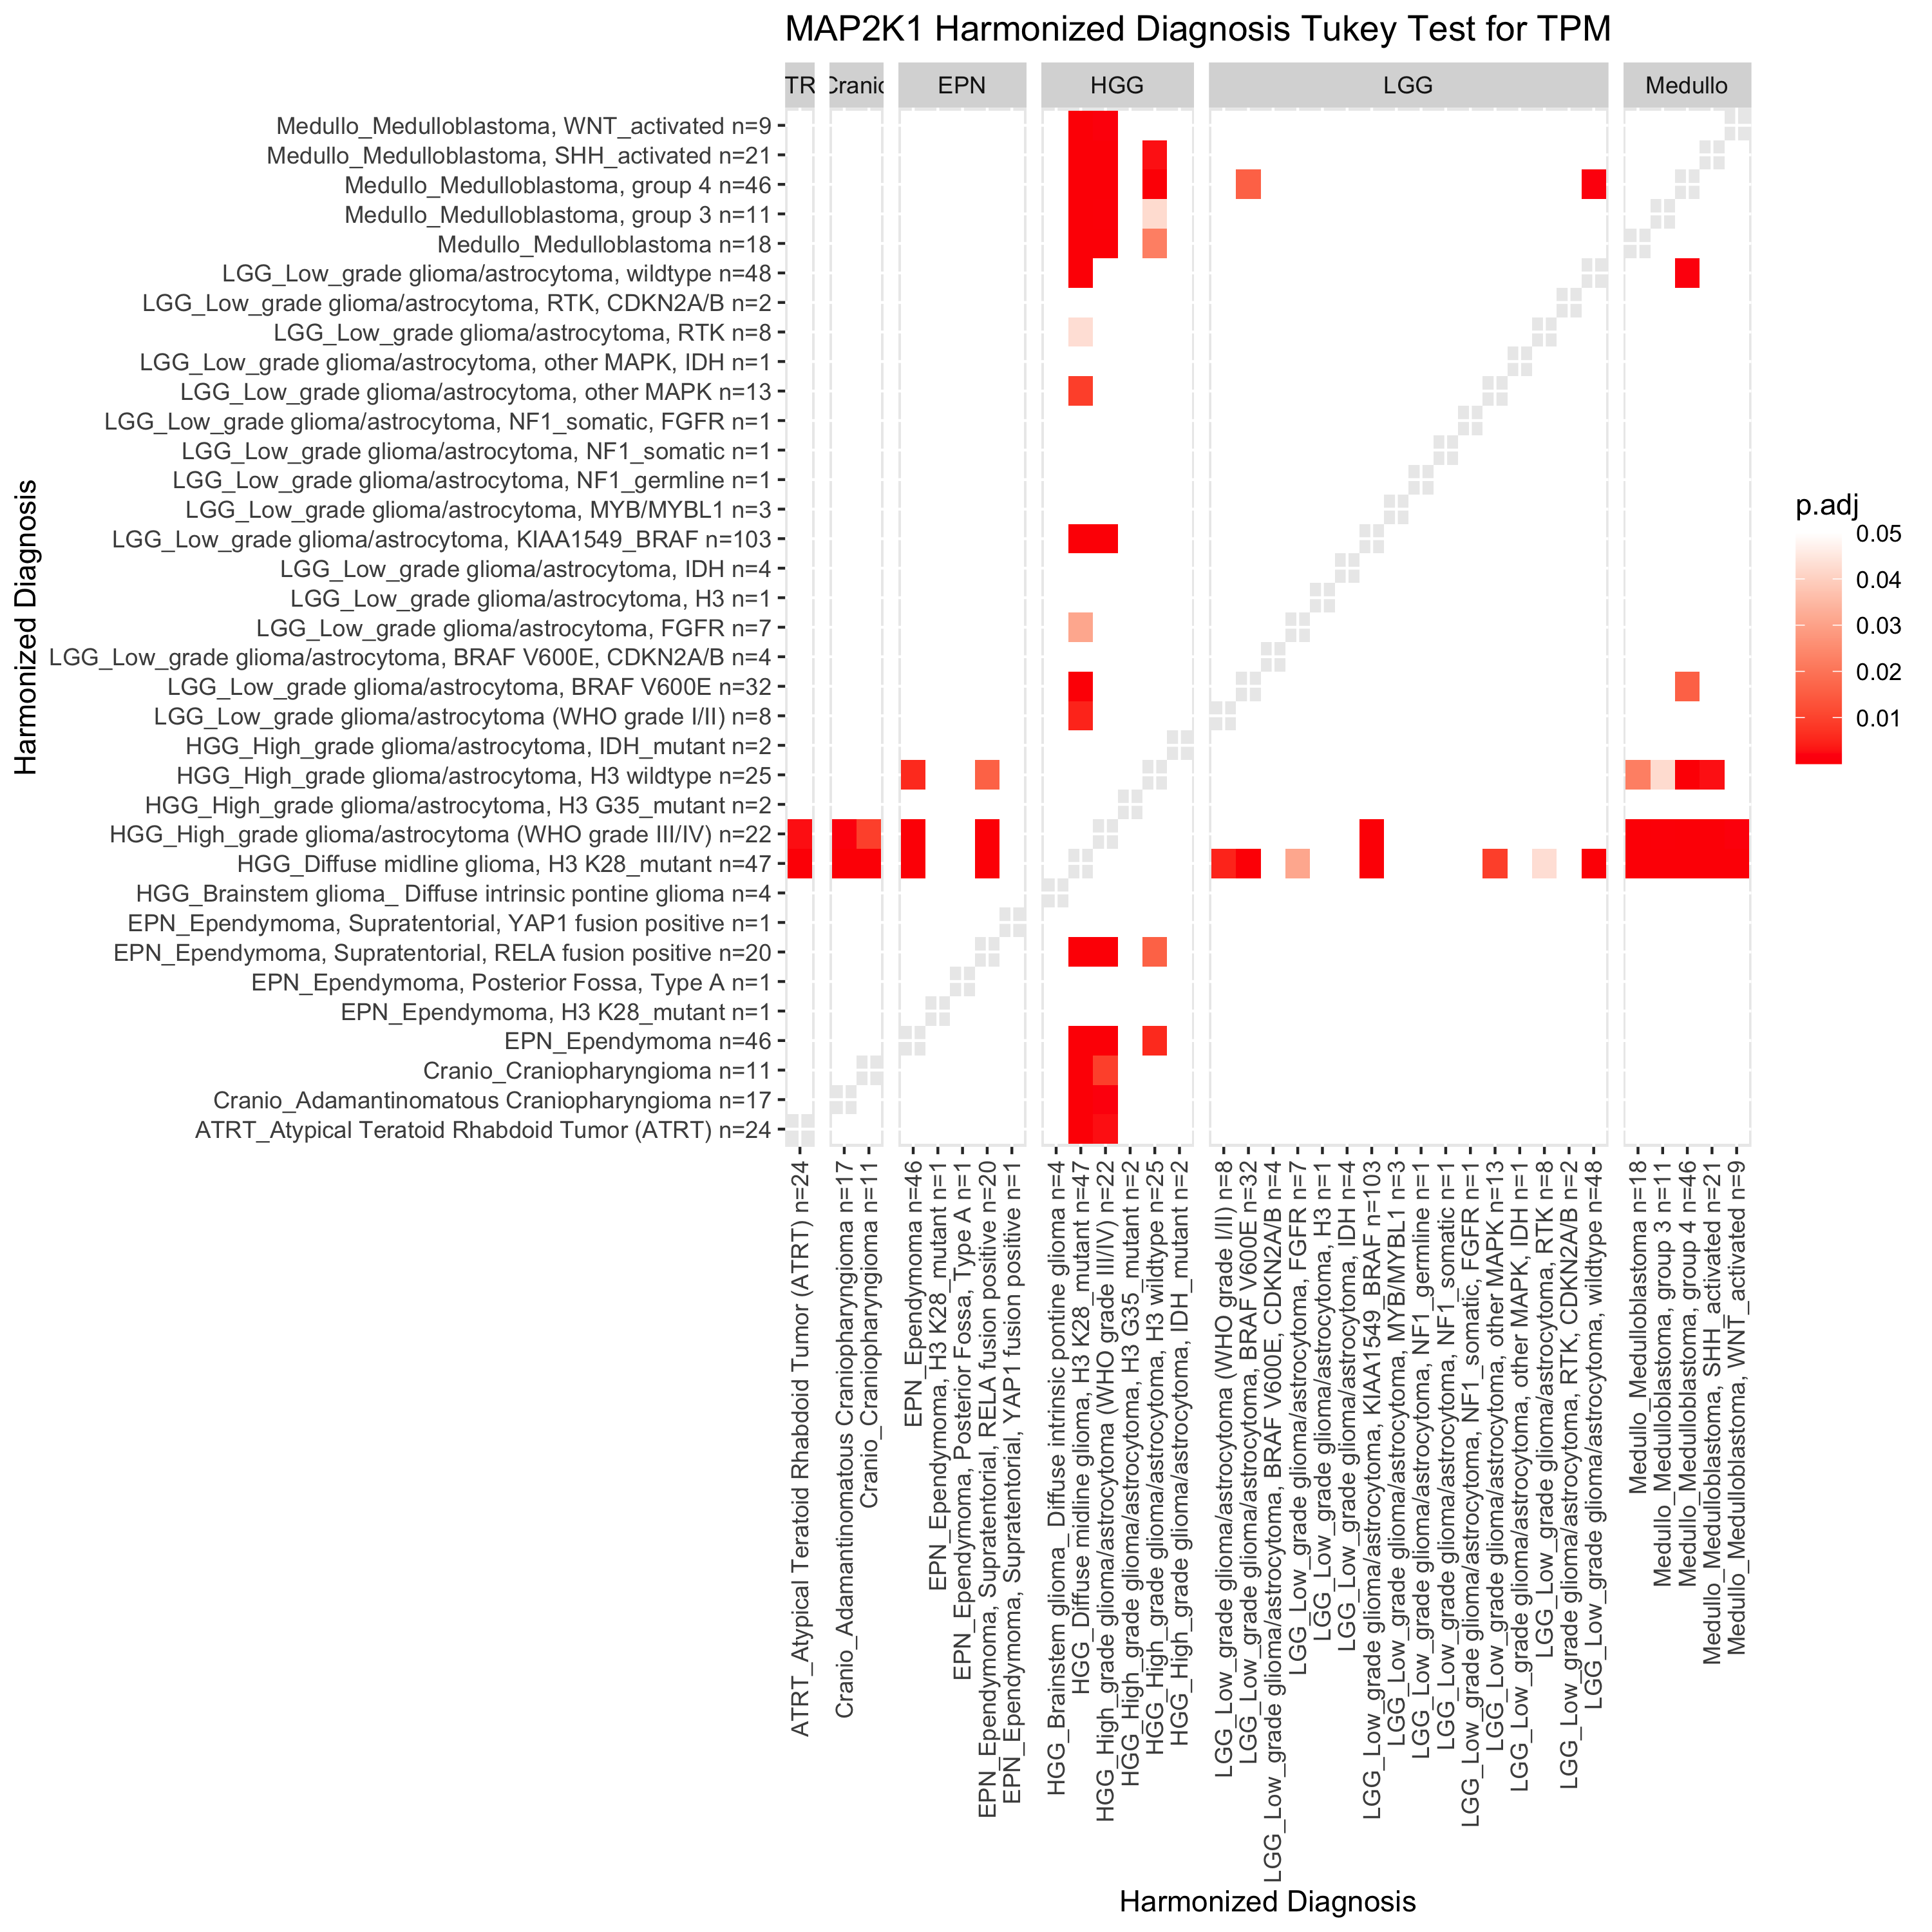 MAP2K1 Harmonized Diagnosis Tukey Test for TPM
TR
Cranio
EPN
HGG
LGG
Medullo
Harmonized Diagnosis
Medullo_Medulloblastoma, WNT_activated n=9
Medullo_Medulloblastoma, SHH_activated n=21
Medullo_Medulloblastoma, group 4 n=46
Medullo_Medulloblastoma, group 3 n=11
Medullo_Medulloblastoma n=18
LGG_Low_grade glioma/astrocytoma, wildtype n=48
LGG_Low_grade glioma/astrocytoma, RTK, CDKN2A/B n=2
LGG_Low_grade glioma/astrocytoma, RTK n=8
LGG_Low_grade glioma/astrocytoma, other MAPK, IDH n=1
LGG_Low_grade glioma/astrocytoma, other MAPK n=13
LGG_Low_grade glioma/astrocytoma, NF1_somatic, FGFR n=1
LGG_Low_grade glioma/astrocytoma, NF1_somatic n=1
LGG_Low_grade glioma/astrocytoma, NF1_germline n=1
LGG_Low_grade glioma/astrocytoma, MYB/MYBL1 n=3
LGG_Low_grade glioma/astrocytoma, KIAA1549_BRAF n=103
LGG_Low_grade glioma/astrocytoma, IDH n=4
LGG_Low_grade glioma/astrocytoma, H3 n=1
LGG_Low_grade glioma/astrocytoma, FGFR n=7
LGG_Low_grade glioma/astrocytoma, BRAF V600E, CDKN2A/B n=4
LGG_Low_grade glioma/astrocytoma, BRAF V600E n=32
LGG_Low_grade glioma/astrocytoma (WHO grade I/II) n=8
HGG_High_grade glioma/astrocytoma, IDH_mutant n=2
HGG_High_grade glioma/astrocytoma, H3 wildtype n=25
HGG_High_grade glioma/astrocytoma, H3 G35_mutant n=2
HGG_High_grade glioma/astrocytoma (WHO grade III/IV) n=22
HGG_Diffuse midline glioma, H3 K28_mutant n=47
HGG_Brainstem glioma_ Diffuse intrinsic pontine glioma n=4
EPN_Ependymoma, Supratentorial, YAP1 fusion positive n=1
EPN_Ependymoma, Supratentorial, RELA fusion positive n=20
EPN_Ependymoma, Posterior Fossa, Type A n=1
EPN_Ependymoma, H3 K28_mutant n=1
EPN_Ependymoma n=46
Cranio_Craniopharyngioma n=11
Cranio_Adamantinomatous Craniopharyngioma n=17
ATRT_Atypical Teratoid Rhabdoid Tumor (ATRT) n=24
ATRT_Atypical Teratoid Rhabdoid Tumor (ATRT) n=24
Cranio_Adamantinomatous Craniopharyngioma n=17
Cranio_Craniopharyngioma n=11
EPN_Ependymoma n=46
EPN_Ependymoma, H3 K28_mutant n=1
EPN_Ependymoma, Posterior Fossa, Type A n=1
EPN_Ependymoma, Supratentorial, RELA fusion positive n=20
EPN_Ependymoma, Supratentorial, YAP1 fusion positive n=1
HGG_Brainstem glioma_ Diffuse intrinsic pontine glioma n=4
HGG_Diffuse midline glioma, H3 K28_mutant n=47
HGG_High_grade glioma/astrocytoma (WHO grade III/IV) n=22
HGG_High_grade glioma/astrocytoma, H3 G35_mutant n=2
HGG_High_grade glioma/astrocytoma, H3 wildtype n=25
HGG_High_grade glioma/astrocytoma, IDH_mutant n=2
LGG_Low_grade glioma/astrocytoma (WHO grade I/II) n=8
LGG_Low_grade glioma/astrocytoma, BRAF V600E n=32
LGG_Low_grade glioma/astrocytoma, BRAF V600E, CDKN2A/B n=4
LGG_Low_grade glioma/astrocytoma, FGFR n=7
LGG_Low_grade glioma/astrocytoma, H3 n=1
LGG_Low_grade glioma/astrocytoma, IDH n=4
LGG_Low_grade glioma/astrocytoma, KIAA1549_BRAF n=103
LGG_Low_grade glioma/astrocytoma, MYB/MYBL1 n=3
LGG_Low_grade glioma/astrocytoma, NF1_germline n=1
LGG_Low_grade glioma/astrocytoma, NF1_somatic n=1
LGG_Low_grade glioma/astrocytoma, NF1_somatic, FGFR n=1
LGG_Low_grade glioma/astrocytoma, other MAPK n=13
LGG_Low_grade glioma/astrocytoma, other MAPK, IDH n=1
LGG_Low_grade glioma/astrocytoma, RTK n=8
LGG_Low_grade glioma/astrocytoma, RTK, CDKN2A/B n=2
LGG_Low_grade glioma/astrocytoma, wildtype n=48
Medullo_Medulloblastoma n=18
Medullo_Medulloblastoma, group 3 n=11
Medullo_Medulloblastoma, group 4 n=46
Medullo_Medulloblastoma, SHH_activated n=21
Medullo_Medulloblastoma, WNT_activated n=9
Harmonized Diagnosis
p.adj
0.05
0.04
0.03
0.02
0.01